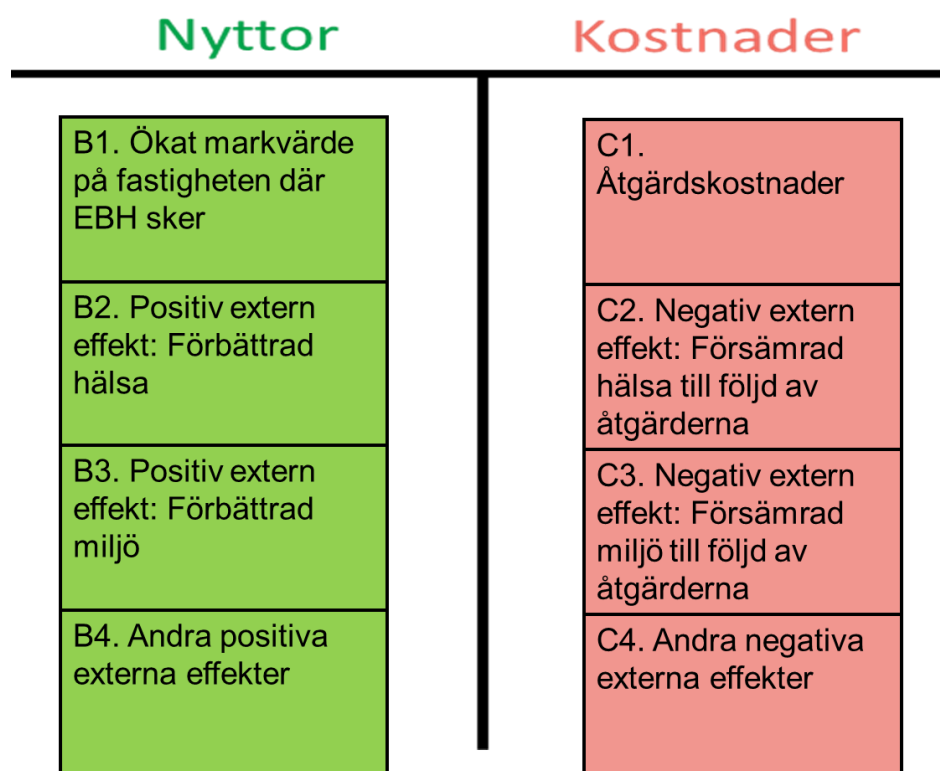 Nyttor
Kostnader
B1. Ökat markvärde
på fastigheten där
EBH sker
B2. Positiv extern
effekt: Förbättrad
hälsa
B3. Positiv extern
effekt: Förbättrad
miljö
B4. Andra positiva
externa effekter
C1.
Åtgärdskostnader
C2. Negativ extern
effekt: Försämrad
hälsa till följd av
åtgärderna
C3. Negativ extern
effekt: Försämrad
miljö till följd av
åtgärderna
C4. Andra negativa
externa effekter